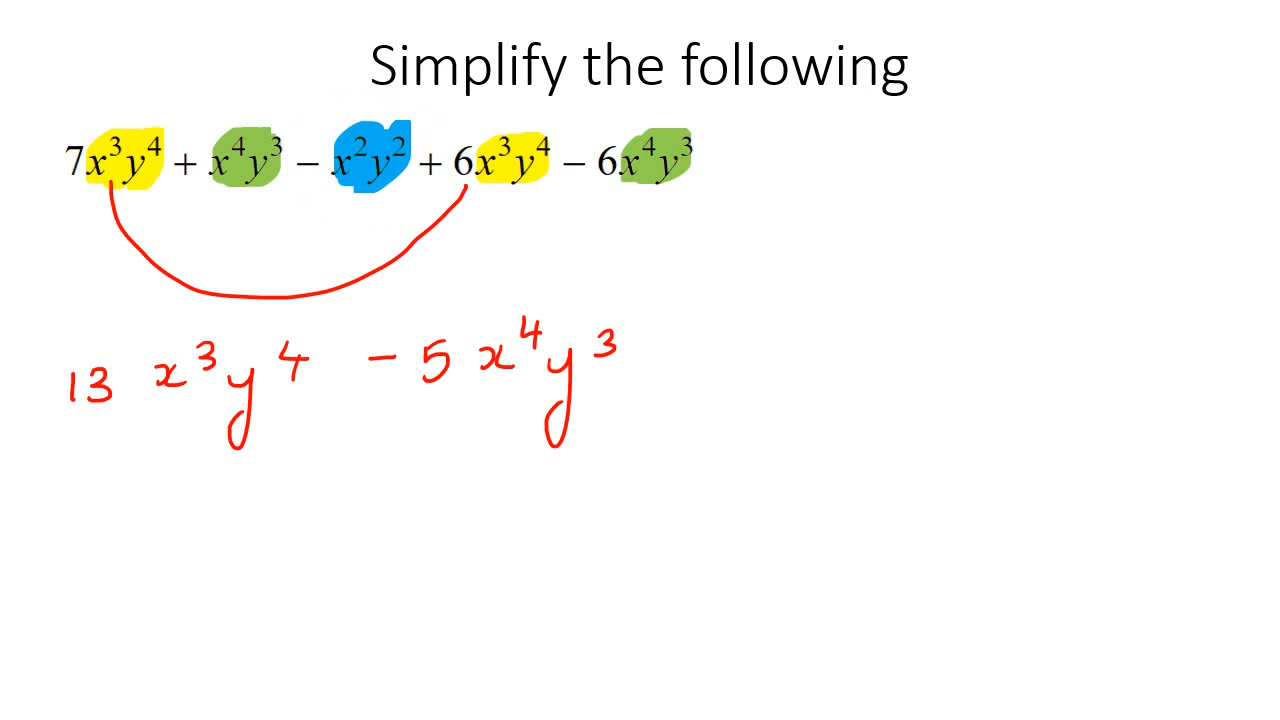 Simplify the following
7x³y⁴ + x⁴y³ − x²y² + 6x³y⁴ − 6x⁴y³
13 x³y⁴ − 5 x⁴y³